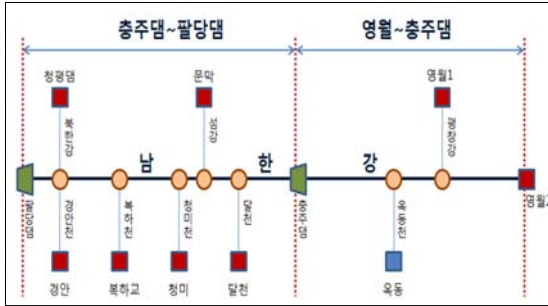 충주댐~팔당댐
영월~충주댐
청평댐
문막
영월1
북한강
섬강
평창강
남
한
강
팔당댐
경안천
복하천
청미천
달천
충주댐
옥동천
영월2
경안
복하교
청미
달천
옥동